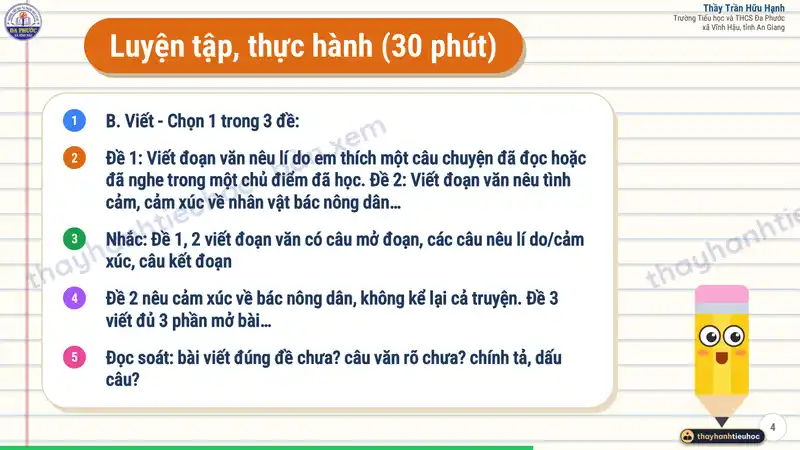 Thầy Trần Hữu Hạnh
Trường Tiểu học và THCS Đa Phước
xã Vĩnh Hậu, tỉnh An Giang
ĐA PHƯỚC
Luyện tập, thực hành (30 phút)
1 B. Viết - Chọn 1 trong 3 đề:
2 Đề 1: Viết đoạn văn nêu lí do em thích một câu chuyện đã đọc hoặc
đã nghe trong một chủ điểm đã học. Đề 2: Viết đoạn văn nêu tình
cảm, cảm xúc về nhân vật bác nông dân...
3 Nhắc: Đề 1, 2 viết đoạn văn có câu mở đoạn, các câu nêu lí do/cảm
xúc, câu kết đoạn
4 Đề 2 nêu cảm xúc về bác nông dân, không kể lại cả truyện. Đề 3
viết đủ 3 phần mở bài...
5 Đọc soát: bài viết đúng đề chưa? câu văn rõ chưa? chính tả, dấu
câu?
4
thayhanhtieuhoc